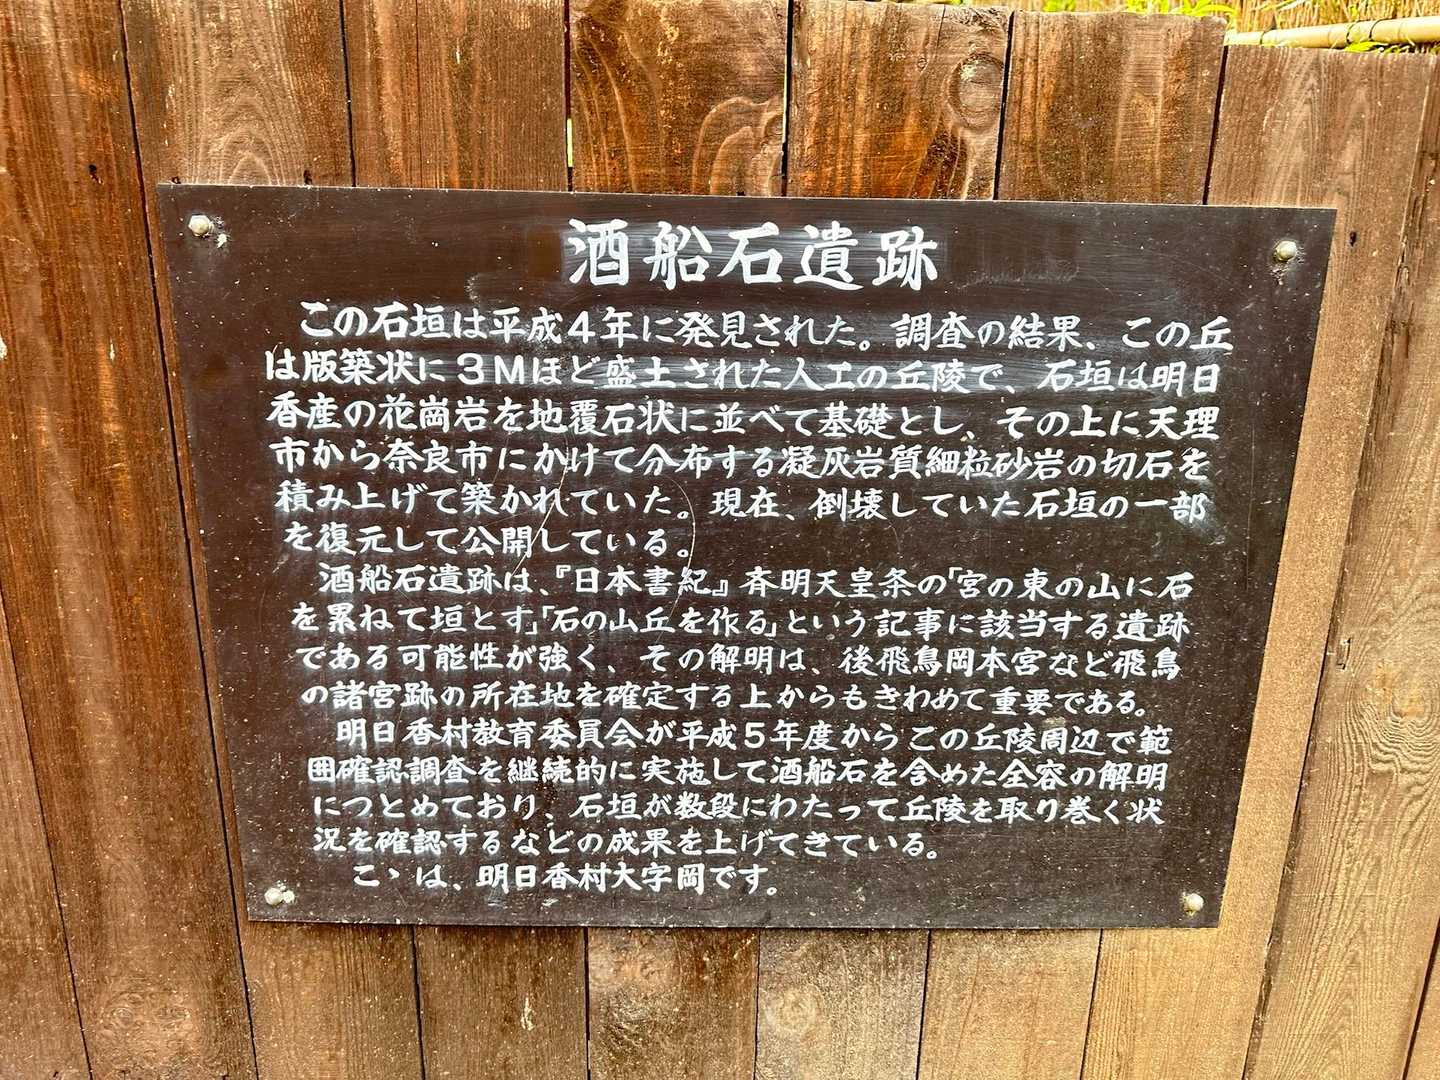 酒船石遺跡
この石垣は平成４年に発見された。調査の結果、この丘
は版築状に３Ｍほど盛土された人工の丘陵で、石垣は明日
香産の花崗岩を地覆石状に並べて基礎とし、その上に天理
市から奈良市にかけて分布する凝灰岩質細粒砂岩の切石を
積み上げて築かれていた。現在、倒壊していた石垣の一部
を復元して公開している。
酒船石遺跡は、『日本書紀』斉明天皇条の「宮の東の山に石
を累ねて垣とす」「石の山丘を作る」という記事に該当する遺跡
である可能性が強く、その解明は、後飛鳥岡本宮など飛鳥
の諸宮跡の所在地を確定する上からもきわめて重要である。
明日香村教育委員会が平成５年度からこの丘陵周辺で範
囲確認調査を継続的に実施して酒船石を含めた全容の解明
につとめており、石垣が数段にわたって丘陵を取り巻く状
況を確認するなどの成果を上げてきている。
こゝは、明日香村大字岡です。